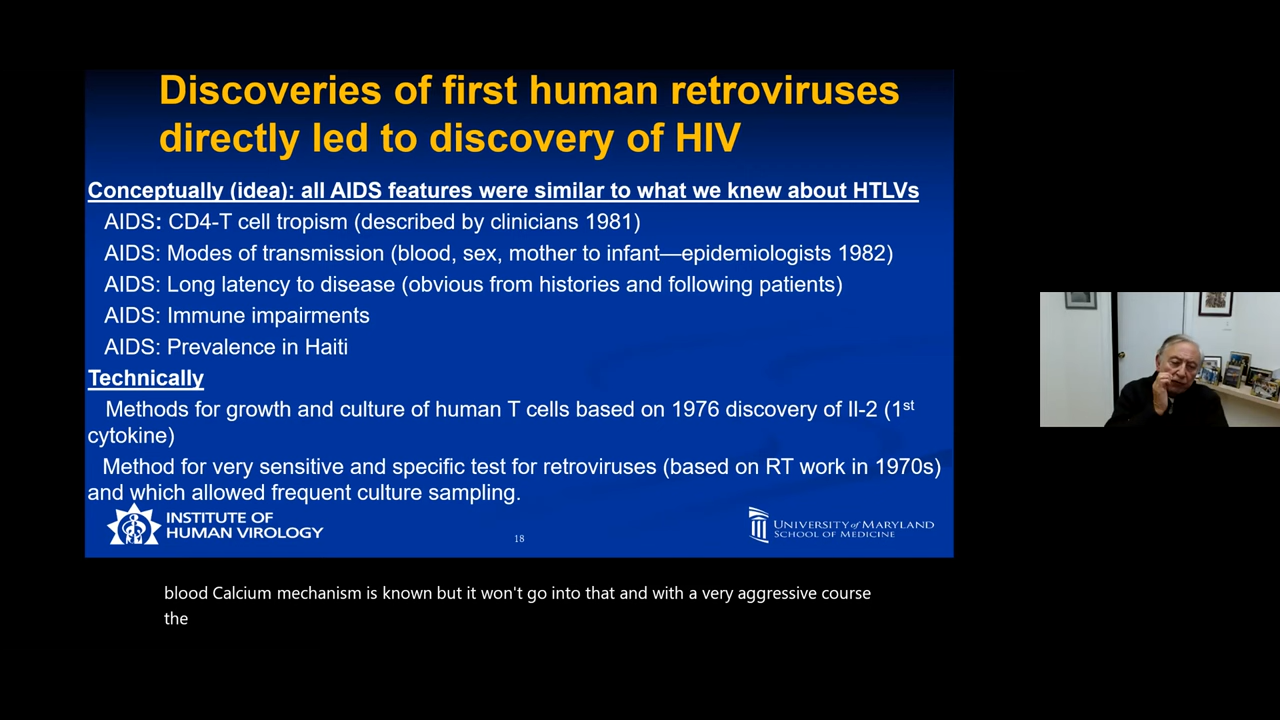 Discoveries of first human retroviruses
directly led to discovery of HIV
Conceptually (idea): all AIDS features were similar to what we knew about HTLVs
AIDS: CD4-T cell tropism (described by clinicians 1981)
AIDS: Modes of transmission (blood, sex, mother to infant—epidemiologists 1982)
AIDS: Long latency to disease (obvious from histories and following patients)
AIDS: Immune impairments
AIDS: Prevalence in Haiti
Technically
Methods for growth and culture of human T cells based on 1976 discovery of Il-2 (1st
cytokine)
Method for very sensitive and specific test for retroviruses (based on RT work in 1970s)
and which allowed frequent culture sampling.
INSTITUTE OF
HUMAN VIROLOGY
18
UNIVERSITY of MARYLAND
SCHOOL OF MEDICINE
blood Calcium mechanism is known but it won't go into that and with a very aggressive course
the